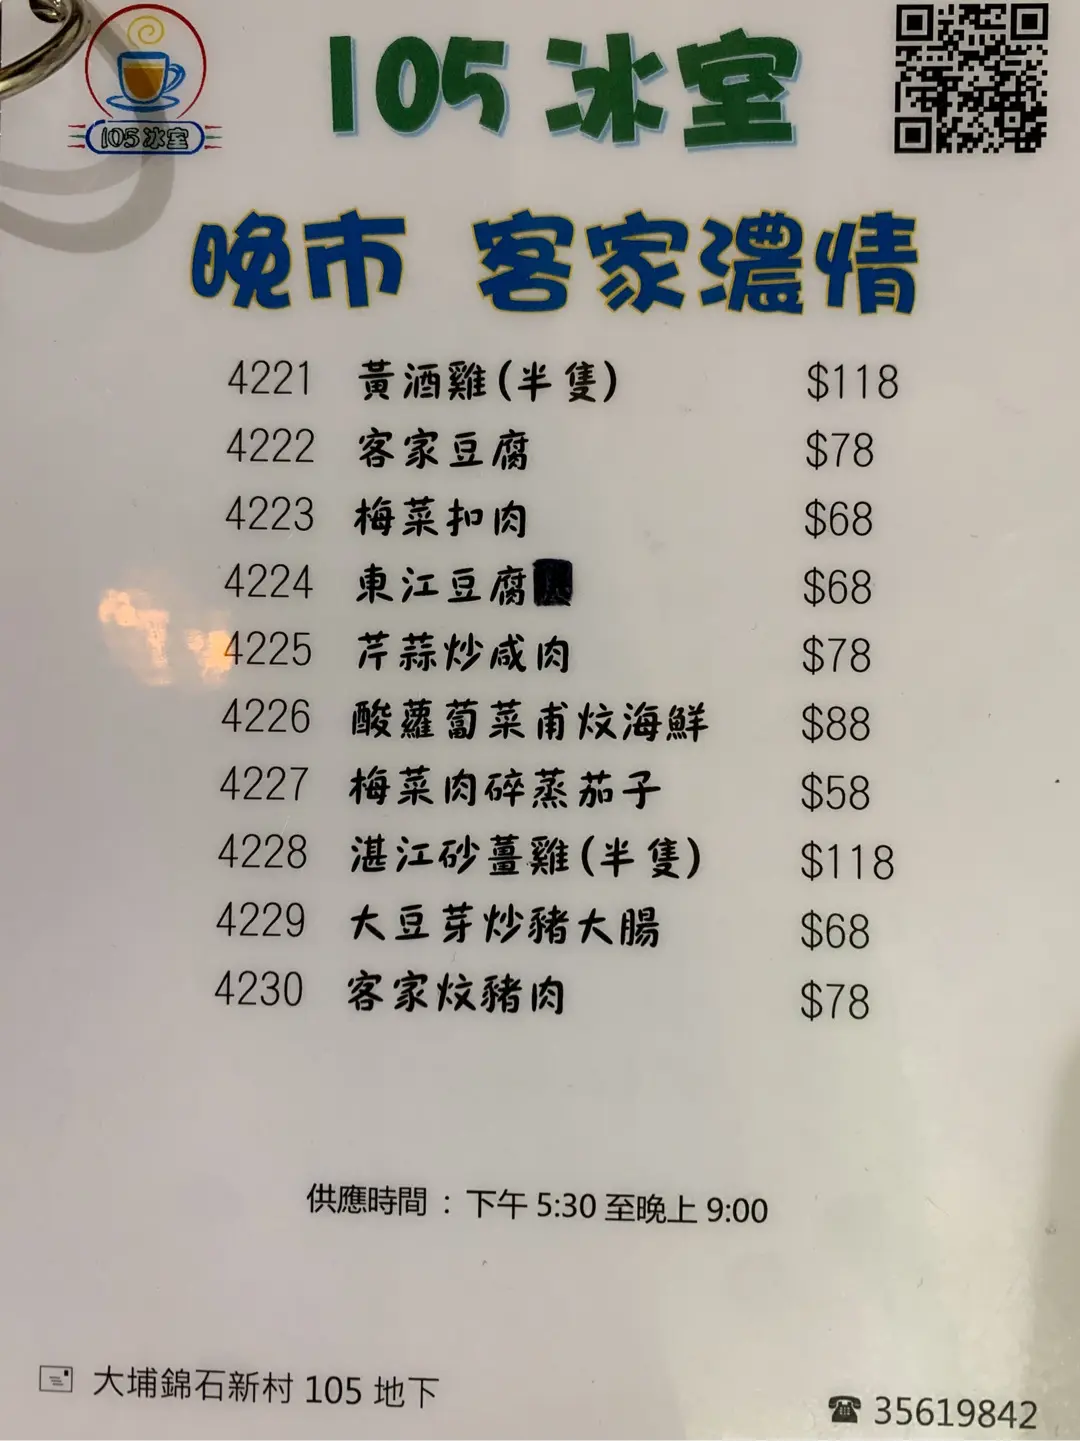 105冰室
105 冰室
晚市 客家濃情
4221 黃酒雞(半隻) $118
4222 客家豆腐 $78
4223 梅菜扣肉 $68
4224 東江豆腐 $68
4225 芹蒜炒咸肉 $78
4226 酸蘿蔔菜甫炆海鮮 $88
4227 梅菜肉碎蒸茄子 $58
4228 湛江砂薑雞(半隻) $118
4229 大豆芽炒豬大腸 $68
4230 客家炆豬肉 $78
供應時間 : 下午 5:30 至晚上 9:00
大埔錦石新村 105 地下
35619842